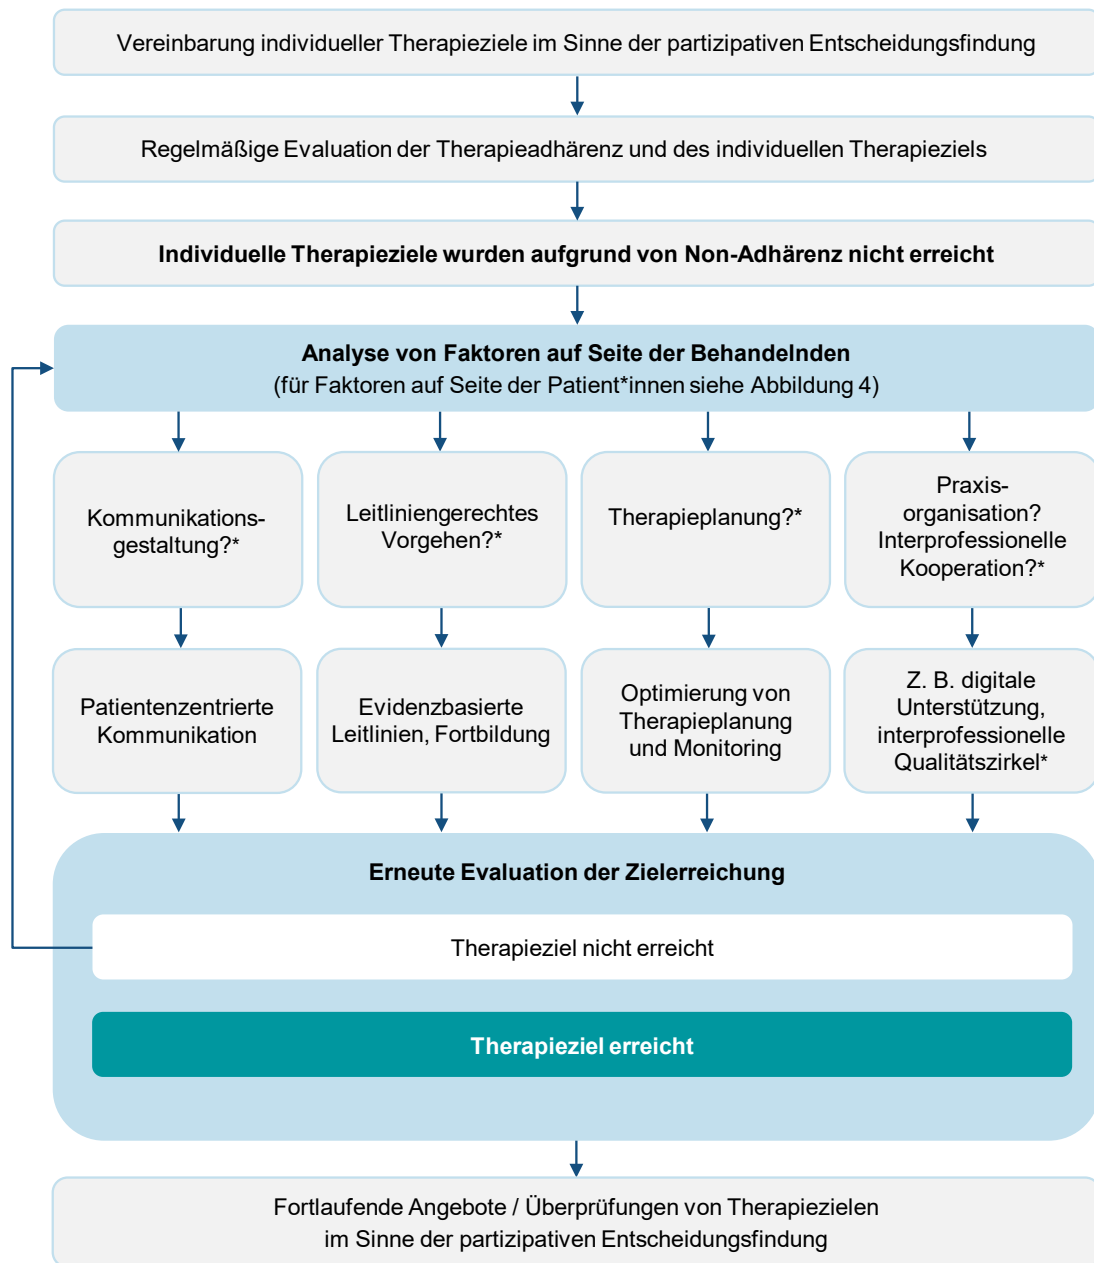 Vereinbarung individueller Therapieziele im Sinne der partizipativen Entscheidungsfindung
Regelmäßige Evaluation der Therapieadhärenz und des individuellen Therapieziels
Individuelle Therapieziele wurden aufgrund von Non-Adhärenz nicht erreicht
Analyse von Faktoren auf Seite der Behandelnden
(für Faktoren auf Seite der Patient*innen siehe Abbildung 4)
Kommunikations-
gestaltung?*
Leitliniengerechtes
Vorgehen?*
Therapieplanung?*
Praxis-
organisation?
Interprofessionelle
Kooperation?*
Patientenzentrierte
Kommunikation
Evidenzbasierte
Leitlinien, Fortbildung
Optimierung von
Therapieplanung
und Monitoring
Z. B. digitale
Unterstützung,
interprofessionelle
Qualitätszirkel*
Erneute Evaluation der Zielerreichung
Therapieziel nicht erreicht
Therapieziel erreicht
Fortlaufende Angebote / Überprüfungen von Therapiezielen
im Sinne der partizipativen Entscheidungsfindung